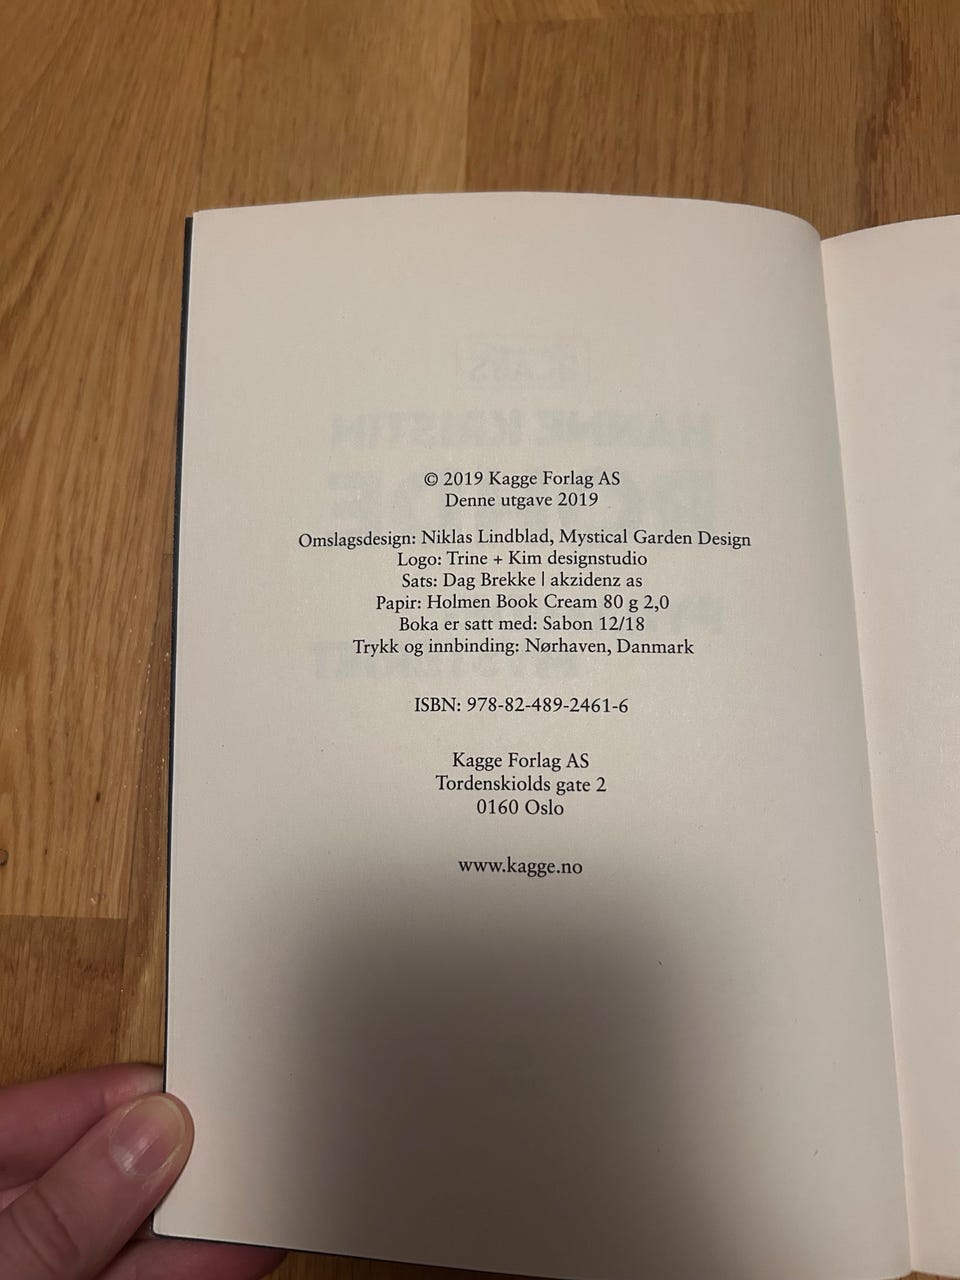 © 2019 Kagge Forlag AS
Denne utgave 2019
Omslagsdesign: Niklas Lindblad, Mystical Garden Design
Logo: Trine + Kim designstudio
Sats: Dag Brekke | akzidenz as
Papir: Holmen Book Cream 80 g 2,0
Boka er satt med: Sabon 12/18
Trykk og innbinding: Nørhaven, Danmark
ISBN: 978-82-489-2461-6
Kagge Forlag AS
Tordenskiolds gate 2
0160 Oslo
www.kagge.no